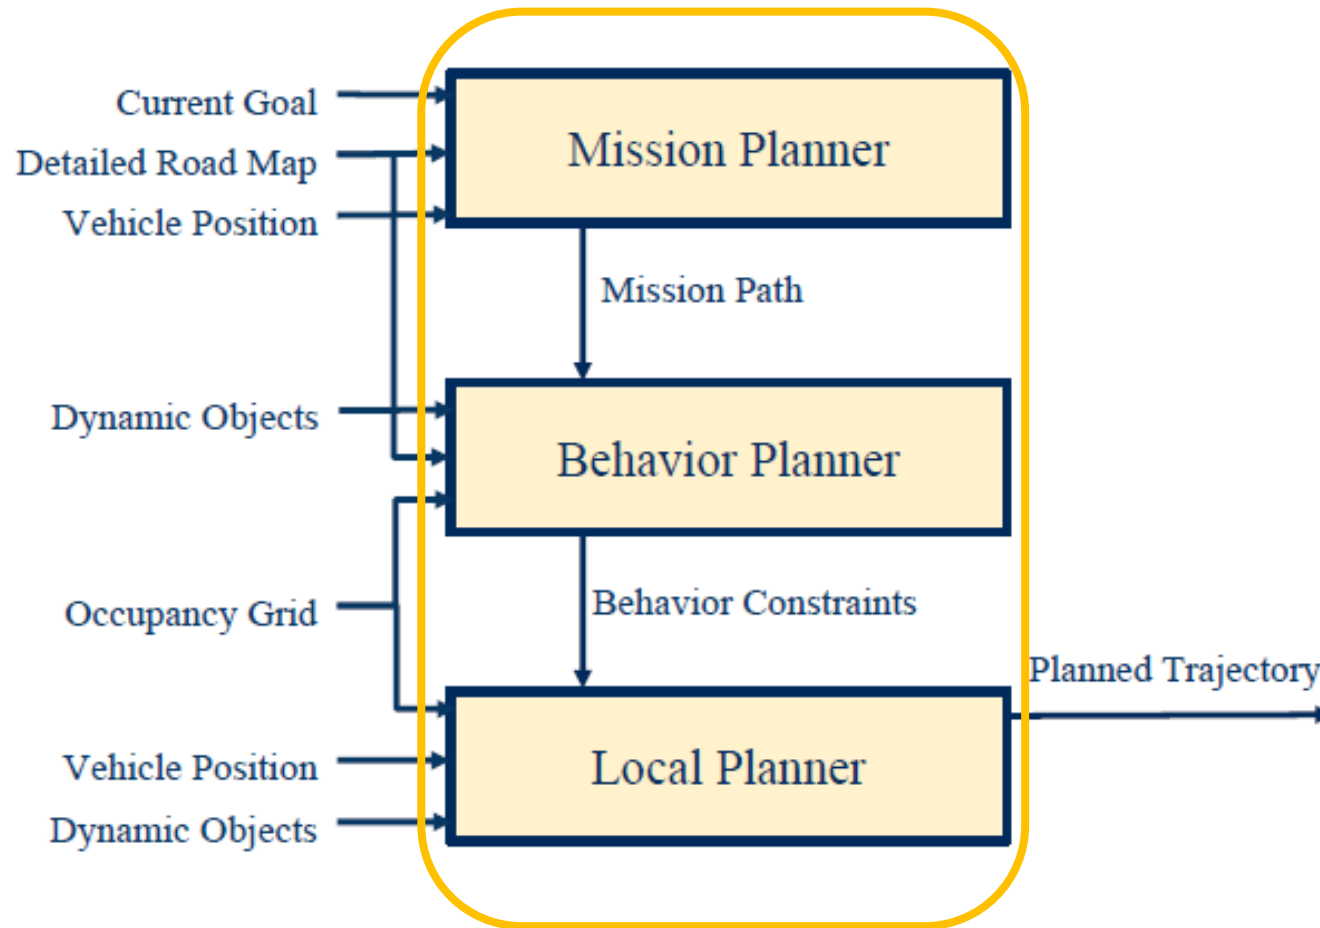 Current Goal
Detailed Road Map
Vehicle Position
Mission Planner
Mission Path
Dynamic Objects
Behavior Planner
Occupancy Grid
Behavior Constraints
Planned Trajectory
Vehicle Position
Dynamic Objects
Local Planner